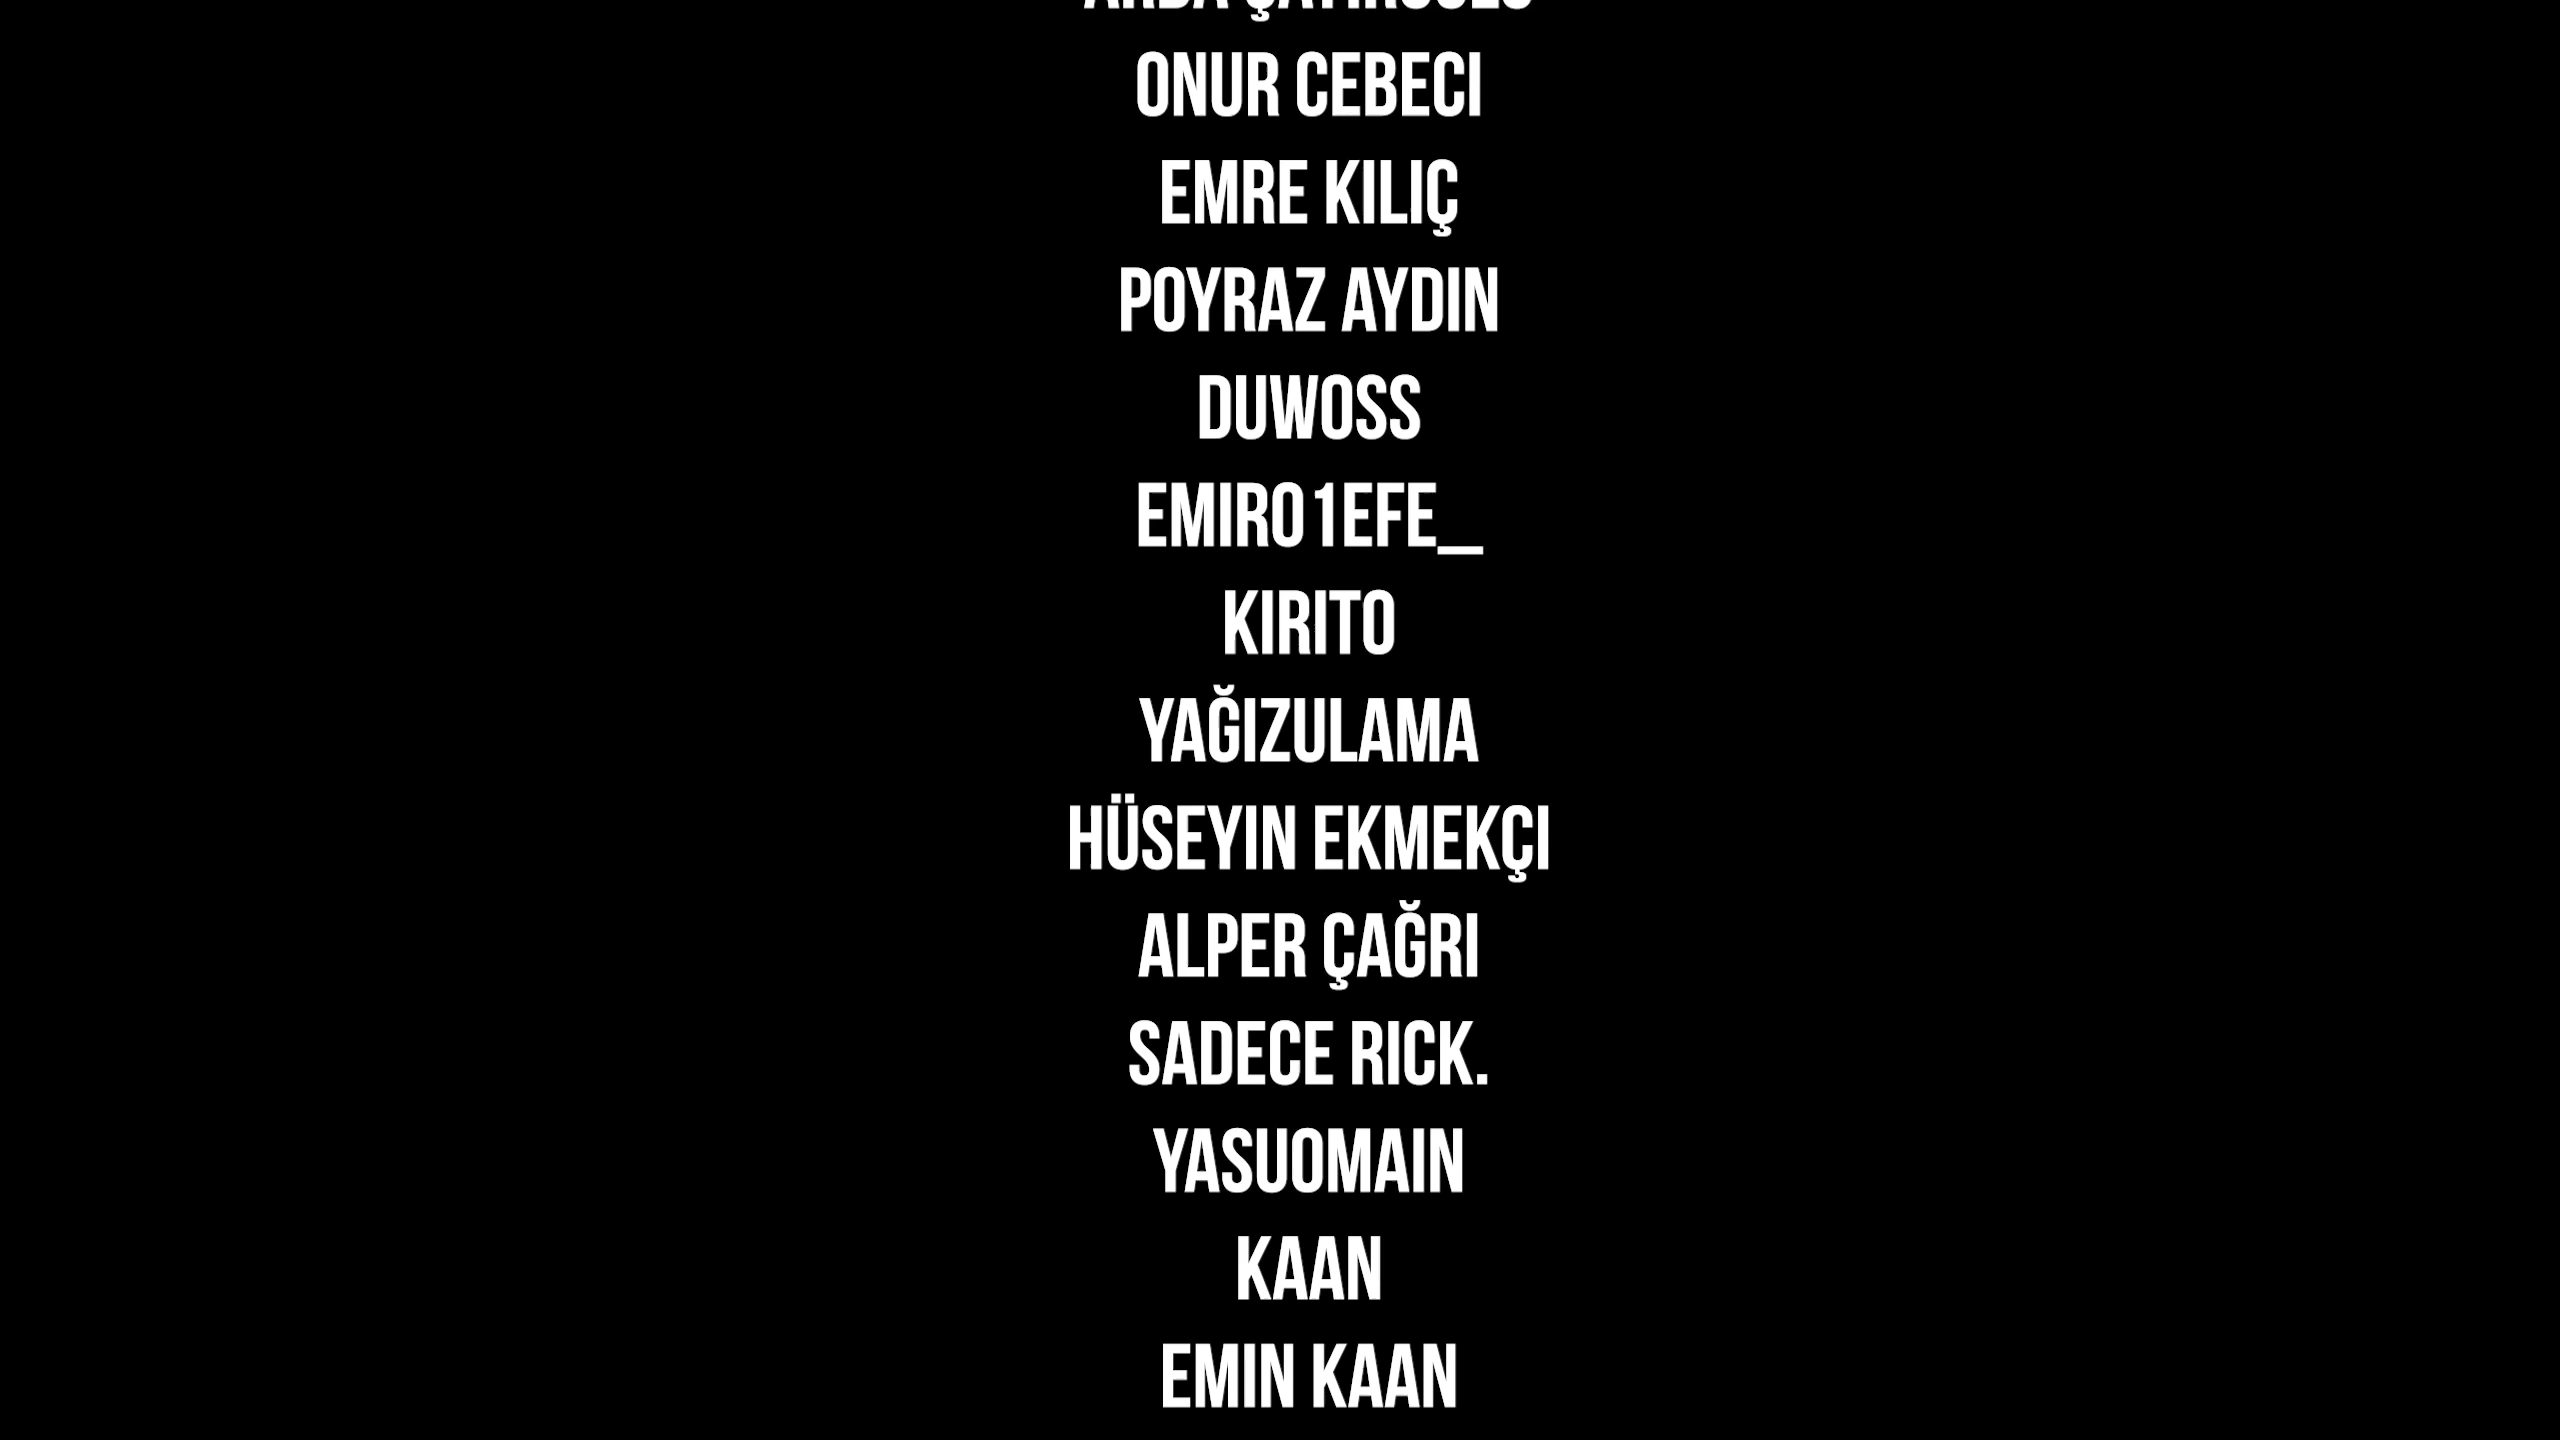 ONUR CEBECI
EMRE KILIÇ
POYRAZ AYDIN
DUWOSS
EMIR01EFE_
KIRITO
YAĞIZULAMA
HÜSEYIN EKMEKÇI
ALPER ÇAĞRI
SADECE RICK.
YASUOMAIN
KAAN
EMIN KAAN